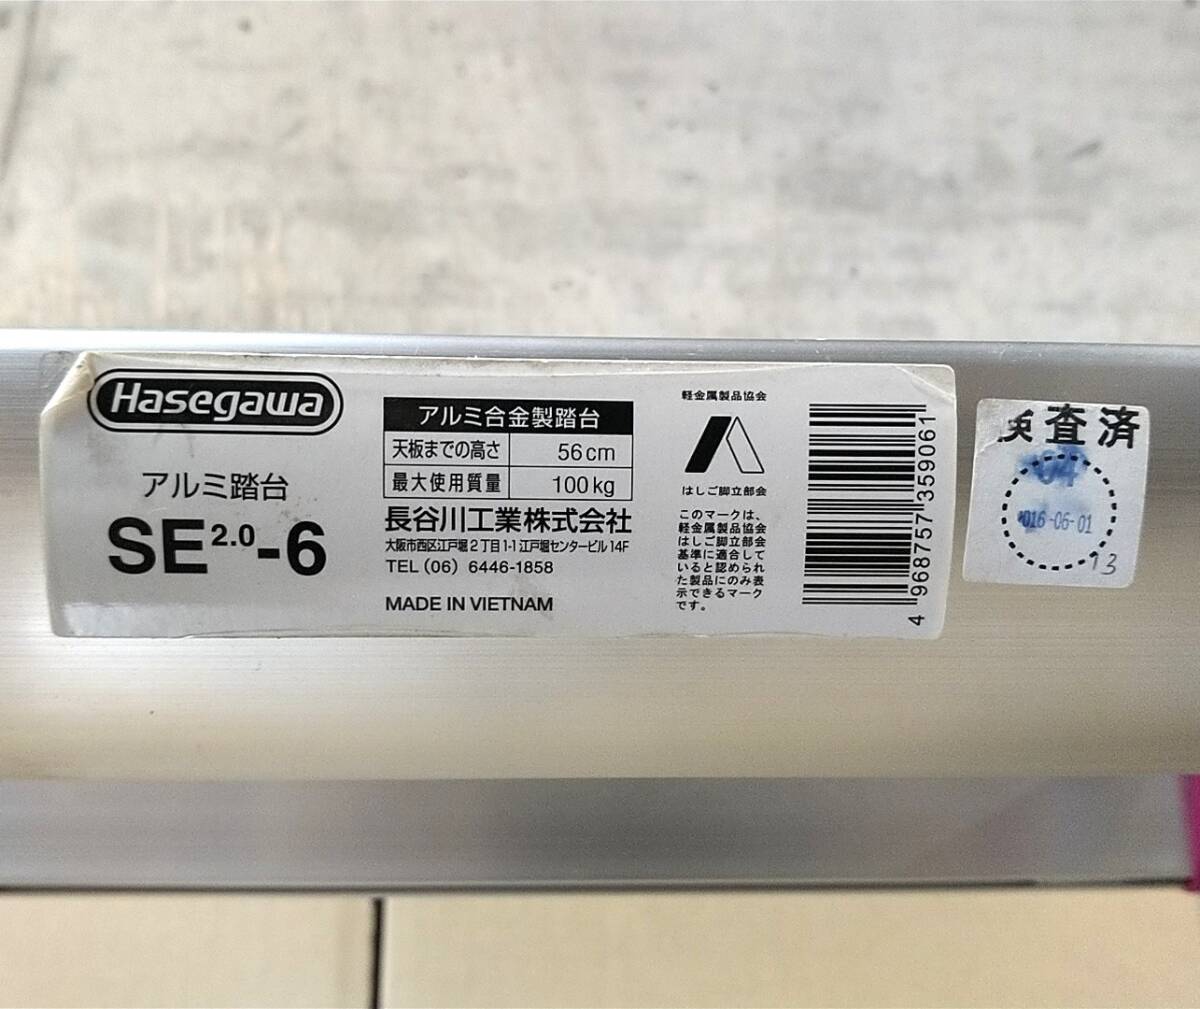 Hasegawa
アルミ踏台
SE2.0-6
アルミ合金製踏台
天板までの高さ 56cm
最大使用質量 100kg
長谷川工業株式会社
大阪市西区江戸堀2丁目1-1江戸堀センタービル14F
TEL (06) 6446-1858
MADE IN VIETNAM
軽金属製品協会
はしご脚立部会
このマークは、
軽金属製品協会
はしご脚立部会
基準に適合して
いると認められ
た製品にのみ表
示できるマーク
です。
4 968757 359061
検査済
04
016-06-01
13